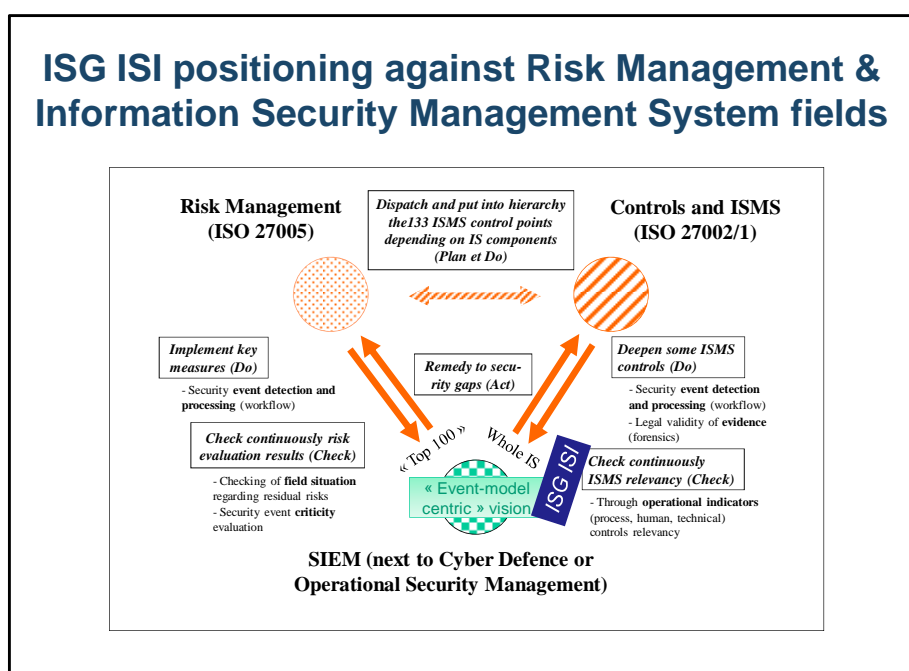 ISG ISI positioning against Risk Management &
Information Security Management System fields
Risk Management
(ISO 27005)
Dispatch and put into hierarchy
the133 ISMS control points
depending on IS components
(Plan et Do)
Controls and ISMS
(ISO 27002/1)
Implement key
measures (Do)
- Security event detection and
processing (workflow)
Remedy to secu-
rity gaps (Act)
Deepen some ISMS
controls (Do)
- Security event detection
and processing (workflow)
- Legal validity of evidence
(forensics)
Check continuously risk
evaluation results (Check)
- Checking of field situation
regarding residual risks
- Security event criticity
evaluation
« Top 100 »
Whole IS
« Event-model
centric » vision
ISG ISI
Check continuously
ISMS relevancy (Check)
- Through operational indicators
(process, human, technical)
controls relevancy
SIEM (next to Cyber Defence or
Operational Security Management)